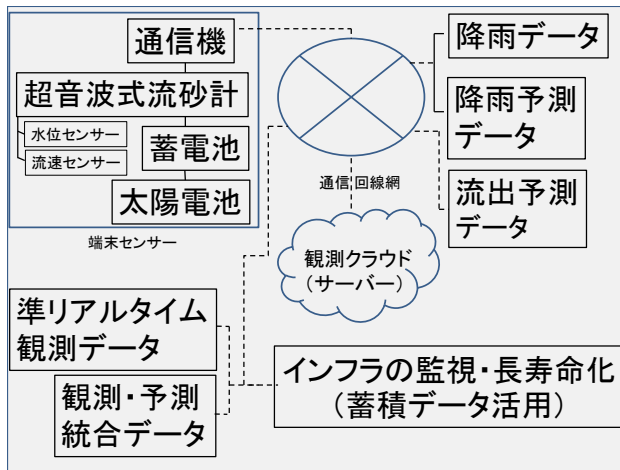 通信機
超音波式流砂計
水位センサー
流速センサー
蓄電池
太陽電池
端末センサー
通信回線網
降雨データ
降雨予測
データ
流出予測
データ
観測クラウド
（サーバー）
準リアルタイム
観測データ
観測・予測
統合データ
インフラの監視・長寿命化
（蓄積データ活用）